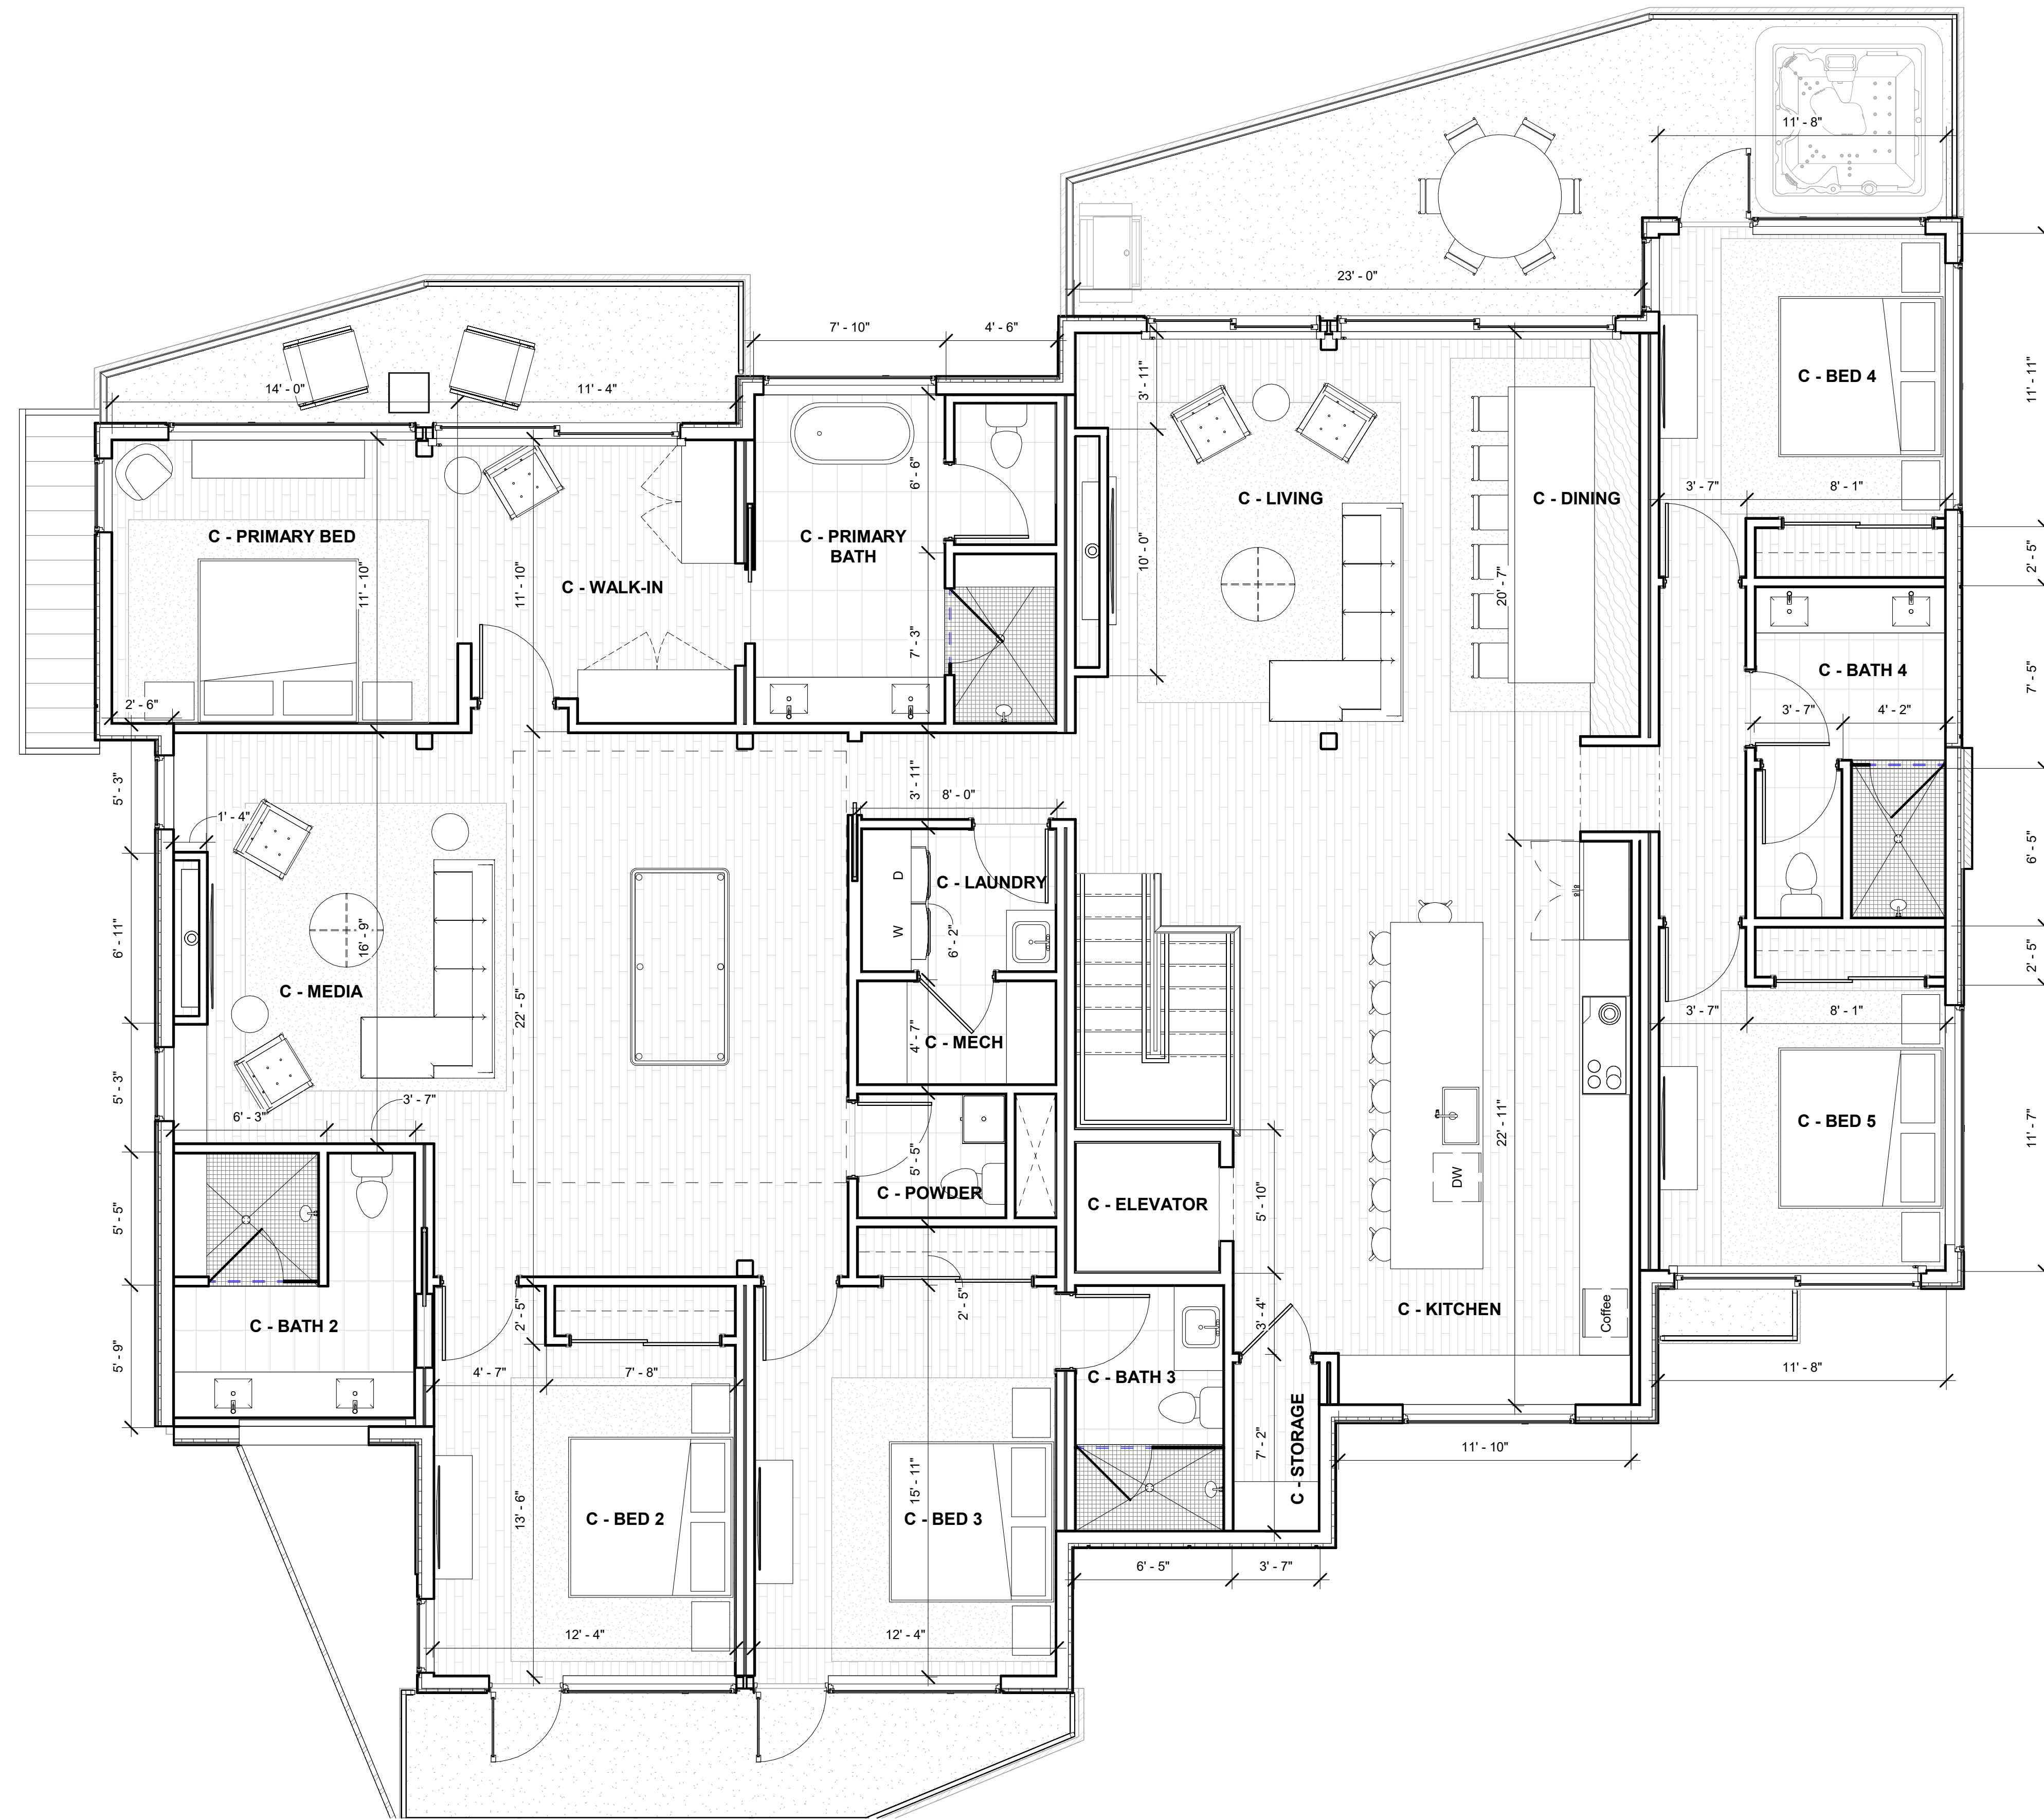 11' - 8"
23' - 0"
7' - 10"
4' - 6"
14' - 0"
11' - 4"
3' - 11"
C - BED 4
11' - 11"
6' - 6"
3' - 7"
8' - 1"
C - LIVING
C - DINING
C - PRIMARY BED
C - PRIMARY
BATH
10' - 0"
2' - 5"
11' - 10"
11' - 10"
C - WALK-IN
20' - 7"
7' - 3"
C - BATH 4
7' - 5"
2' - 6"
3' - 7"
4' - 2"
5' - 3"
3' - 11"
8' - 0"
1' - 4"
6' - 5"
D
C - LAUNDRY
W
6' - 2"
6' - 11"
16' - 9"
2' - 5"
C - MEDIA
22' - 5"
3' - 7"
8' - 1"
4' - 7"
C - MECH
5' - 3"
3' - 7"
6' - 3"
22' - 11"
C - BED 5
11' - 7"
5' - 5"
C - POWDER
DW
5' - 5"
C - ELEVATOR
5' - 10"
2' - 5"
2' - 5"
3' - 4"
C - KITCHEN
Coffee
C - BATH 2
5' - 9"
4' - 7"
7' - 8"
C - BATH 3
11' - 8"
7' - 2"
C - STORAGE
11' - 10"
13' - 6"
C - BED 2
15' - 11"
C - BED 3
6' - 5"
3' - 7"
12' - 4"
12' - 4"